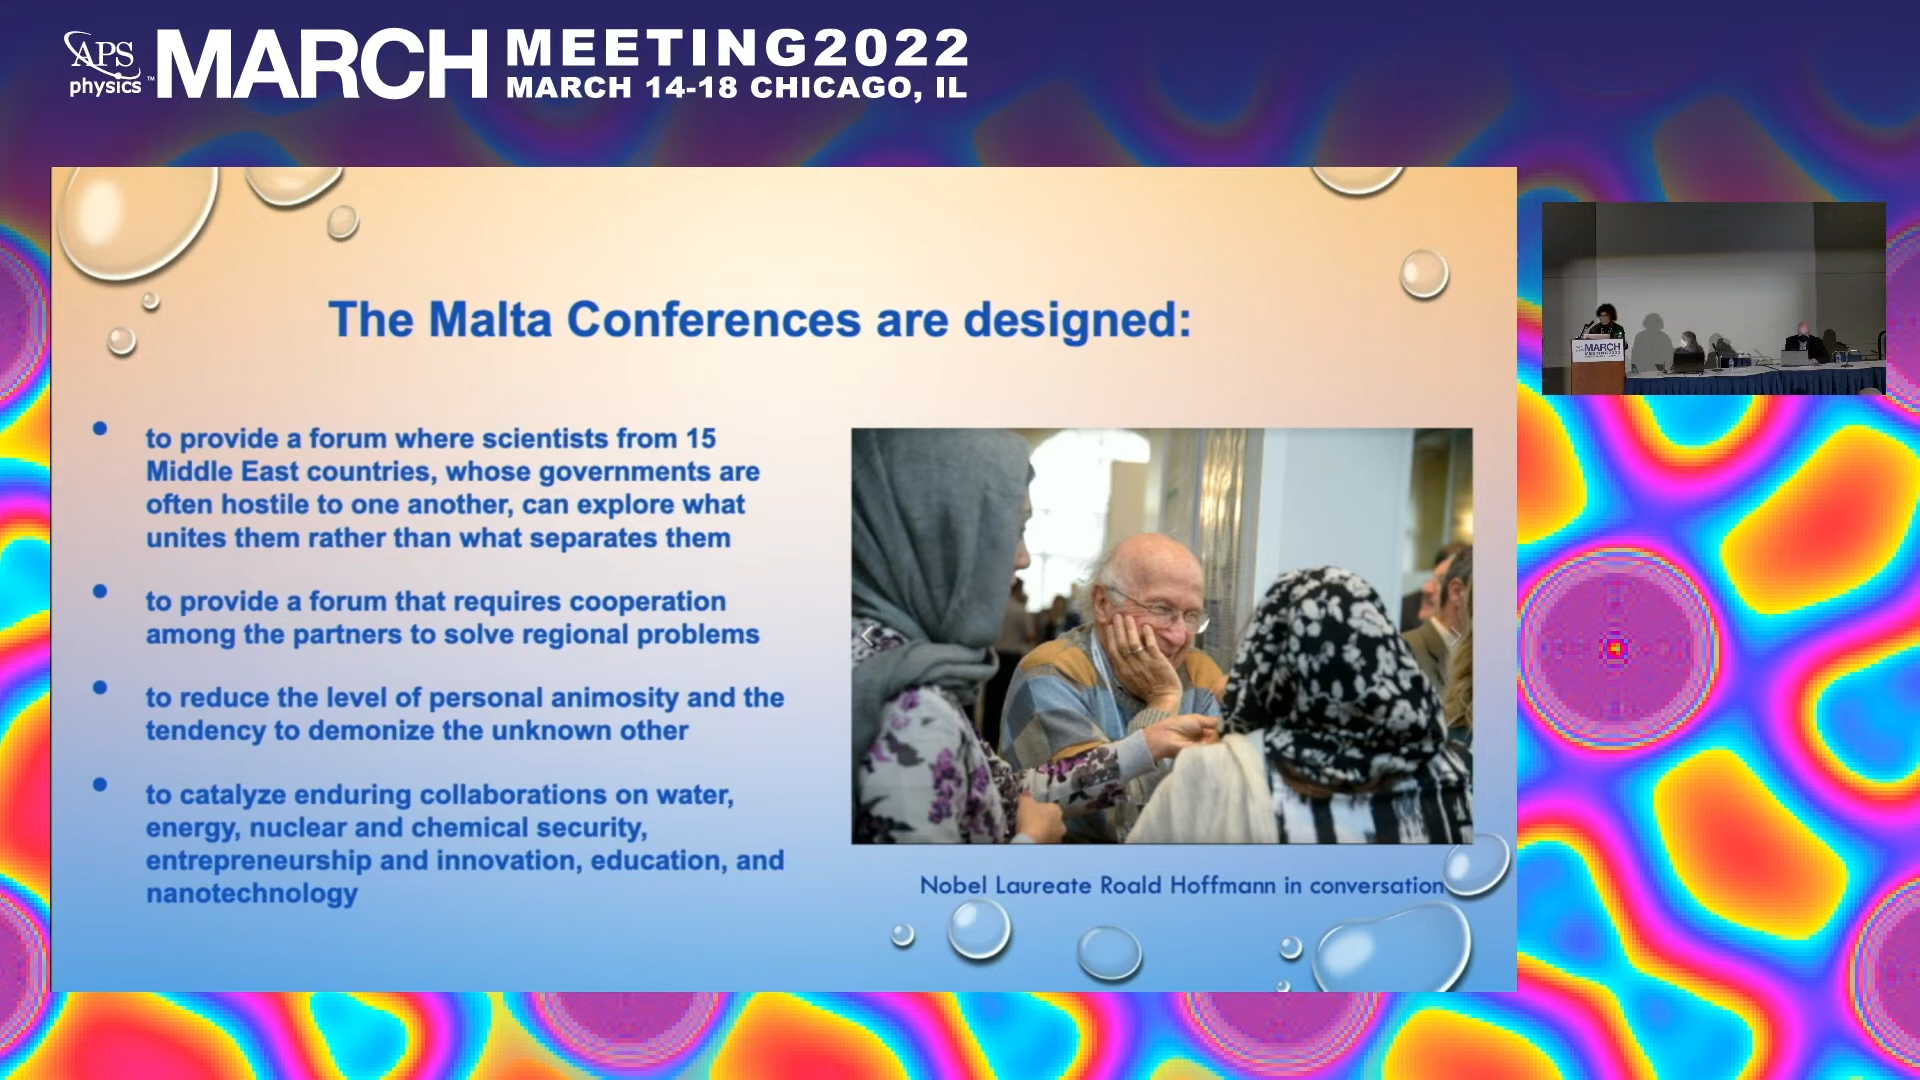 APS
physics™
MARCH
MEETING2022
MARCH 14-18 CHICAGO, IL
The Malta Conferences are designed:
• to provide a forum where scientists from 15
Middle East countries, whose governments are
often hostile to one another, can explore what
unites them rather than what separates them
• to provide a forum that requires cooperation
among the partners to solve regional problems
• to reduce the level of personal animosity and the
tendency to demonize the unknown other
• to catalyze enduring collaborations on water,
energy, nuclear and chemical security,
entrepreneurship and innovation, education, and
nanotechnology
Nobel Laureate Roald Hoffmann in conversation
MARCH
MEETING2022